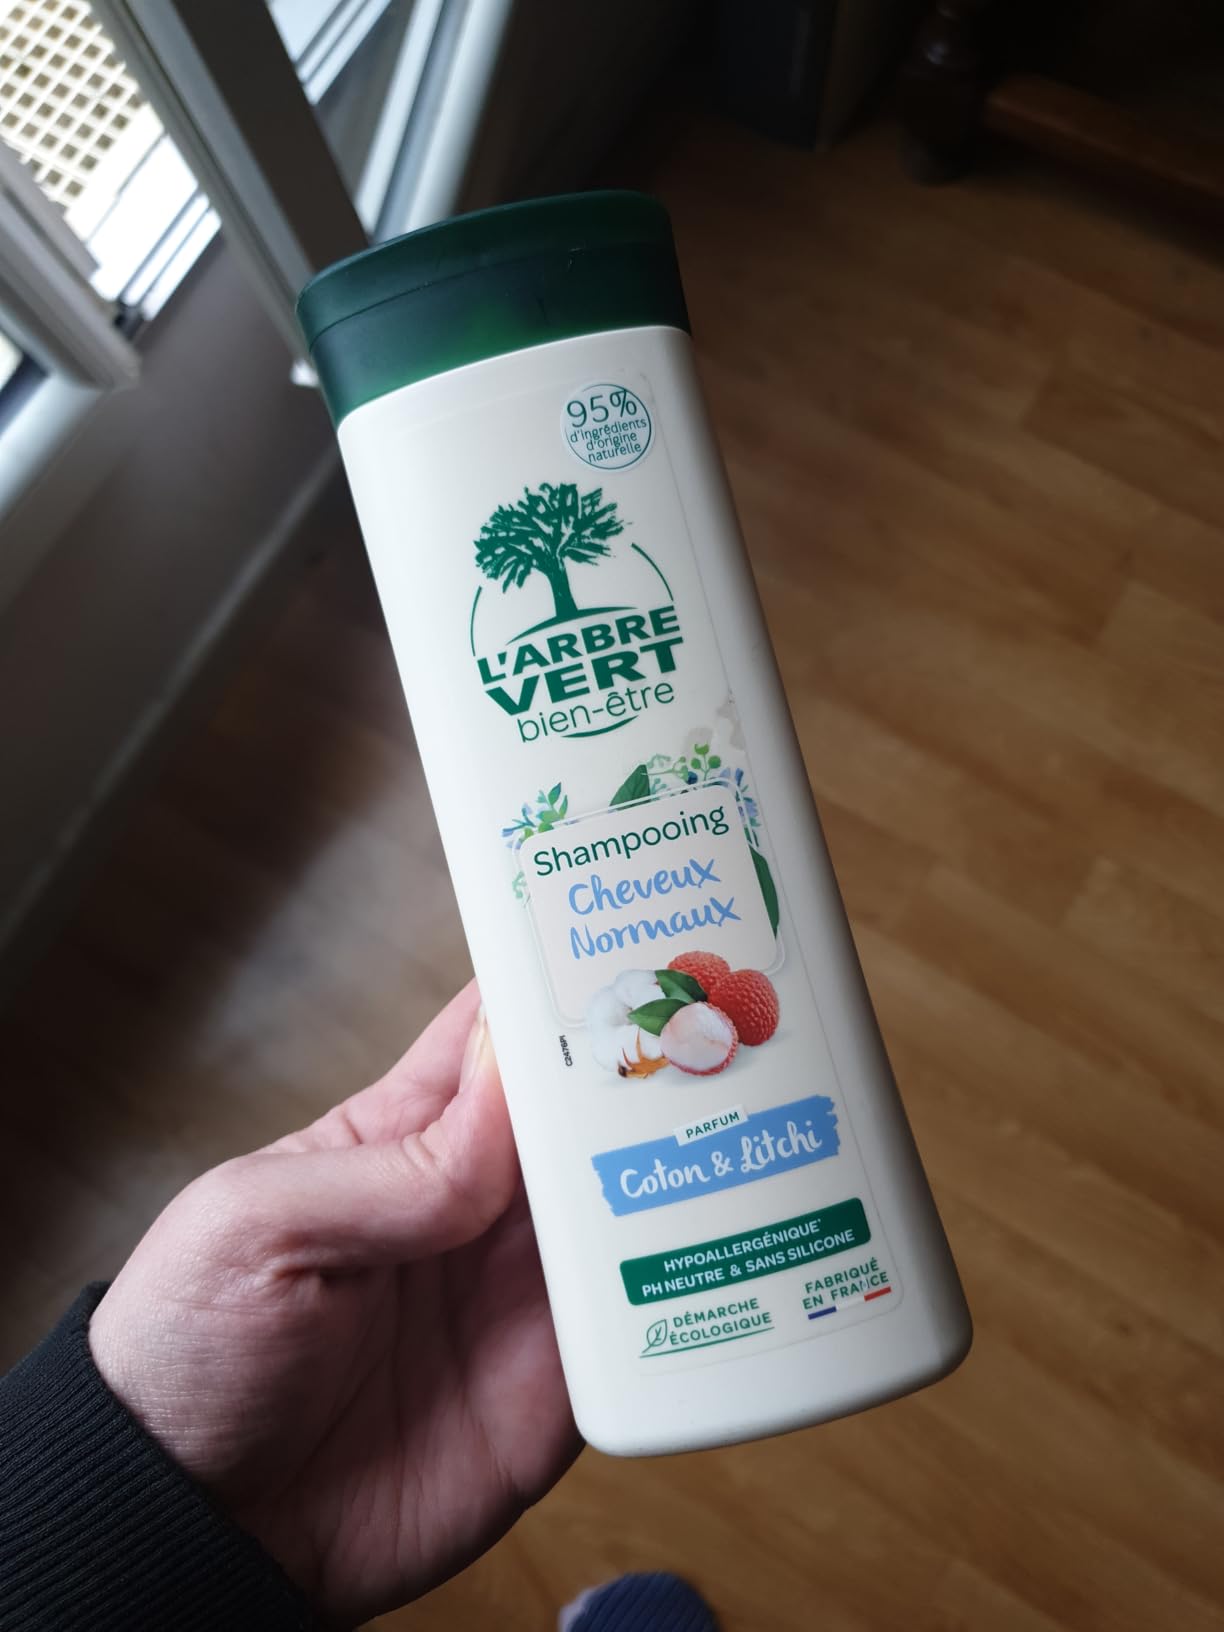 95%
d'ingrédients
d'origine
naturelle
L'ARBRE
VERT
bien-être
Shampooing
Cheveux
Normaux
C2476PI
PARFUM
Coton & Litchi
HYPOALLERGÉNIQUE*
PH NEUTRE & SANS SILICONE
DÉMARCHE
ÉCOLOGIQUE
FABRIQUÉ
EN FRANCE